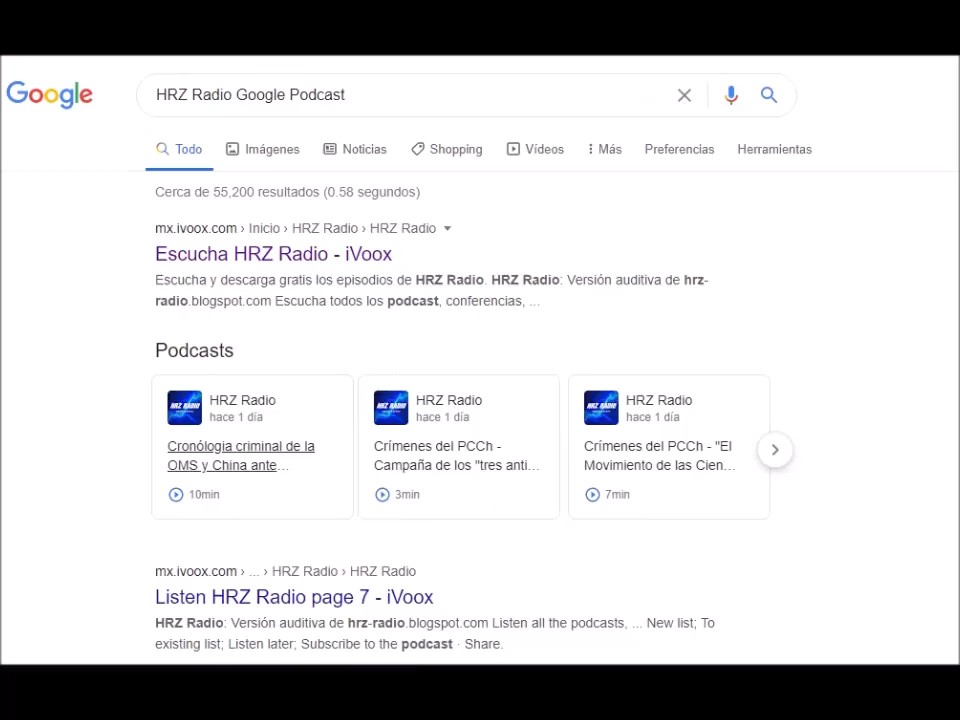 Google
HRZ Radio Google Podcast
Todo Imágenes Noticias Shopping Vídeos Más Preferencias Herramientas
Cerca de 55,200 resultados (0.58 segundos)
mx.ivoox.com › Inicio › HRZ Radio › HRZ Radio
Escucha HRZ Radio - iVoox
Escucha y descarga gratis los episodios de HRZ Radio. HRZ Radio: Versión auditiva de hrz-
radio.blogspot.com Escucha todos los podcast, conferencias, ...
Podcasts
HRZ RADIO
HRZ Radio
hace 1 día
Cronólogia criminal de la
OMS y China ante…
10min
HRZ RADIO
HRZ Radio
hace 1 día
Crímenes del PCCh -
Campaña de los "tres anti...
3min
HRZ RADIO
HRZ Radio
hace 1 día
Crímenes del PCCh - "El
Movimiento de las Cien...
7min
mx.ivoox.com › ... › HRZ Radio › HRZ Radio
Listen HRZ Radio page 7 - iVoox
HRZ Radio: Versión auditiva de hrz-radio.blogspot.com Listen all the podcasts, ... New list; To
existing list; Listen later; Subscribe to the podcast · Share.